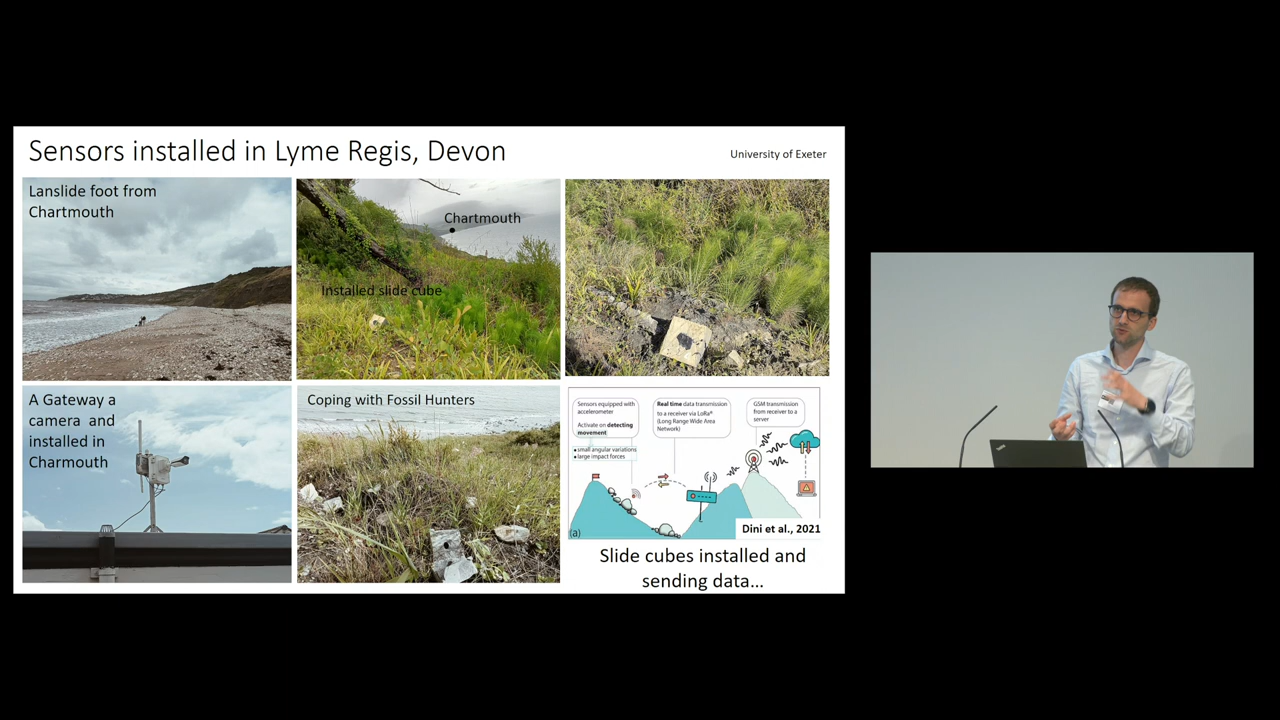 Sensors installed in Lyme Regis, Devon
University of Exeter
Lanslide foot from
Chartmouth
Chartmouth
Installed slide cube
A Gateway a
camera and
installed in
Charmouth
Coping with Fossil Hunters
Sensors equipped with
accelerometer
Activate on detecting
movement
small angular variations
large impact forces
Real time data transmission
to a receiver via LoRa®
(Long Range Wide Area
Network)
GSM transmission
from receiver to a
server
(a)
Dini et al., 2021
Slide cubes installed and
sending data...